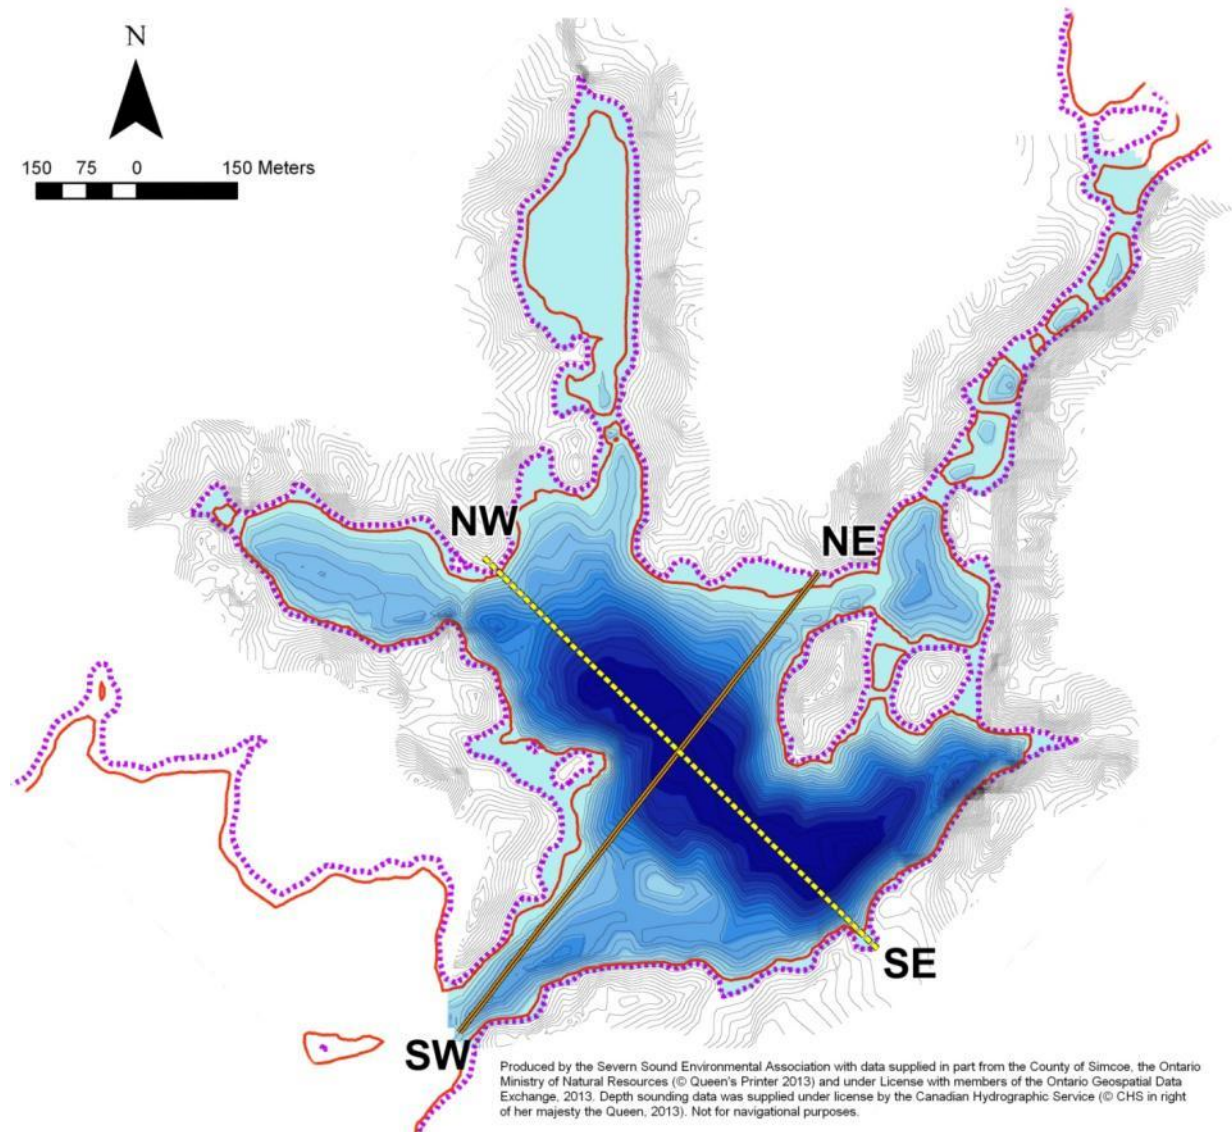 N
150 75 0 150 Meters
NW
NE
SE
SW
Produced by the Severn Sound Environmental Association with data supplied in part from the County of Simcoe, the Ontario
Ministry of Natural Resources (© Queen's Printer 2013) and under License with members of the Ontario Geospatial Data
Exchange, 2013. Depth sounding data was supplied under license by the Canadian Hydrographic Service (© CHS in right
of her majesty the Queen, 2013). Not for navigational purposes.